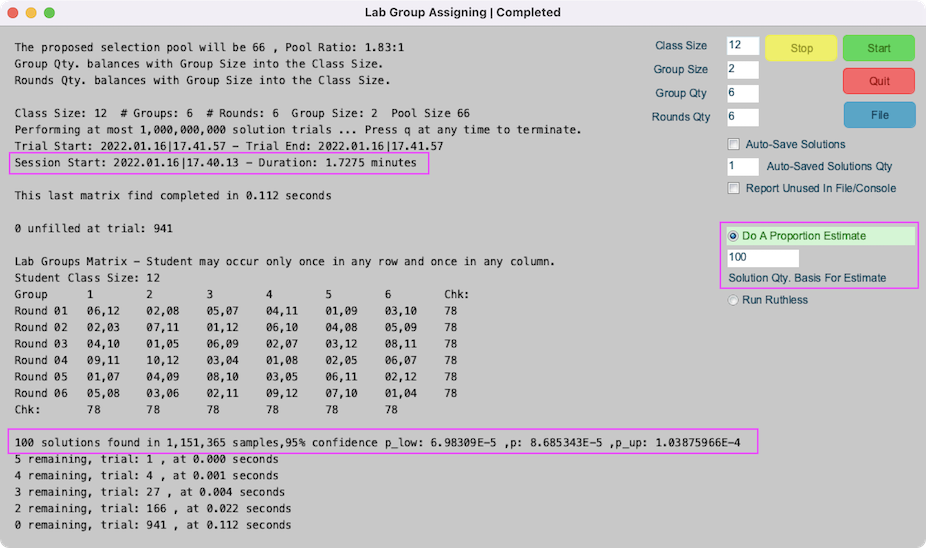 Lab Group Assigning | Completed
The proposed selection pool will be 66 , Pool Ratio: 1.83:1
Group Qty. balances with Group Size into the Class Size.
Rounds Qty. balances with Group Size into the Class Size.
Class Size: 12  # Groups: 6  # Rounds: 6  Group Size: 2  Pool Size 66
Performing at most 1,000,000,000 solution trials ... Press q at any time to terminate.
Trial Start: 2022.01.16|17.41.57 – Trial End: 2022.01.16|17.41.57
Session Start: 2022.01.16|17.40.13 – Duration: 1.7275 minutes
This last matrix find completed in 0.112 seconds
0 unfilled at trial: 941
Lab Groups Matrix – Student may occur only once in any row and once in any column.
Student Class Size: 12
Group 1 2 3 4 5 6 Chk:
Round 01 06,12 02,08 05,07 04,11 01,09 03,10 78
Round 02 02,03 07,11 01,12 06,10 04,08 05,09 78
Round 03 04,10 01,05 06,09 02,07 03,12 08,11 78
Round 04 09,11 10,12 03,04 01,08 02,05 06,07 78
Round 05 01,07 04,09 08,10 03,05 06,11 02,12 78
Round 06 05,08 03,06 02,11 09,12 07,10 01,04 78
Chk: 78 78 78 78 78 78
100 solutions found in 1,151,365 samples,95% confidence p_low: 6.98309E-5 ,p: 8.685343E-5 ,p_up: 1.03875966E-4
5 remaining, trial: 1 , at 0.000 seconds
4 remaining, trial: 4 , at 0.001 seconds
3 remaining, trial: 27 , at 0.004 seconds
2 remaining, trial: 166 , at 0.022 seconds
0 remaining, trial: 941 , at 0.112 seconds
Class Size 12 Stop Start
Group Size 2
Quit
Group Qty 6
Rounds Qty 6 File
Auto-Save Solutions
1 Auto-Saved Solutions Qty
Report Unused In File/Console
Do A Proportion Estimate
100
Solution Qty. Basis For Estimate
Run Ruthless